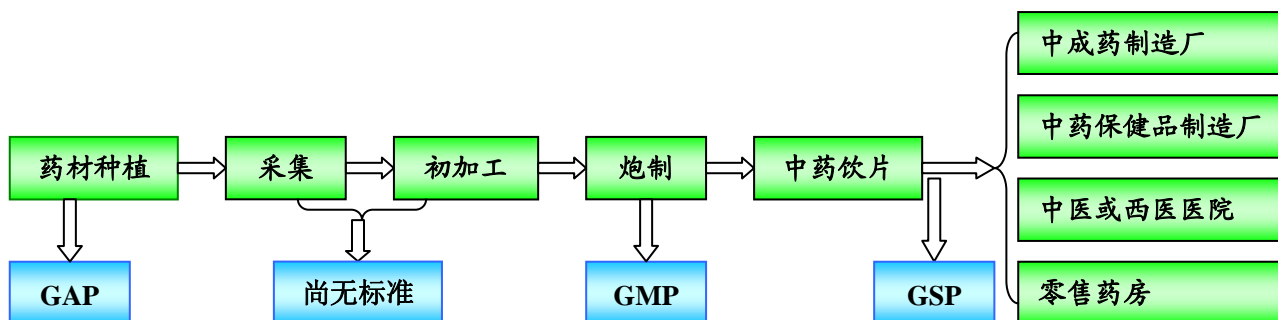 中成药制造厂
中药保健品制造厂
药材种植
采集
初加工
炮制
中药饮片
中医或西医医院
零售药房
GAP
尚无标准
GMP
GSP